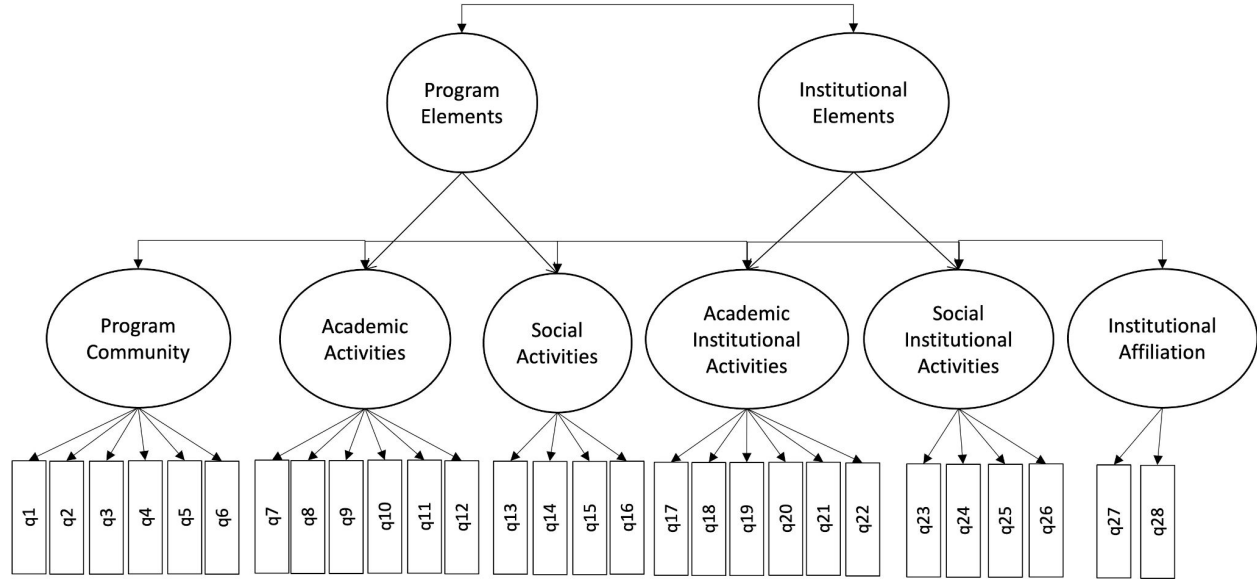 Program
Elements
Institutional
Elements
Program
Community
Academic
Activities
Social
Activities
Academic
Institutional
Activities
Social
Institutional
Activities
Institutional
Affiliation
q1
q2
q3
q4
q5
q6
q7
q8
q9
q10
q11
q12
q13
q14
q15
q16
q17
q18
q19
q20
q21
q22
q23
q24
q25
q26
q27
q28